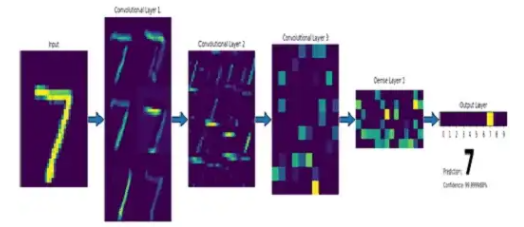 Input
Convolutional Layer 1
Convolutional Layer 2
Convolutional Layer 3
Dense Layer 1
Output Layer
0 1 2 3 4 5 6 7 8 9
Prediction: 7
Confidence: